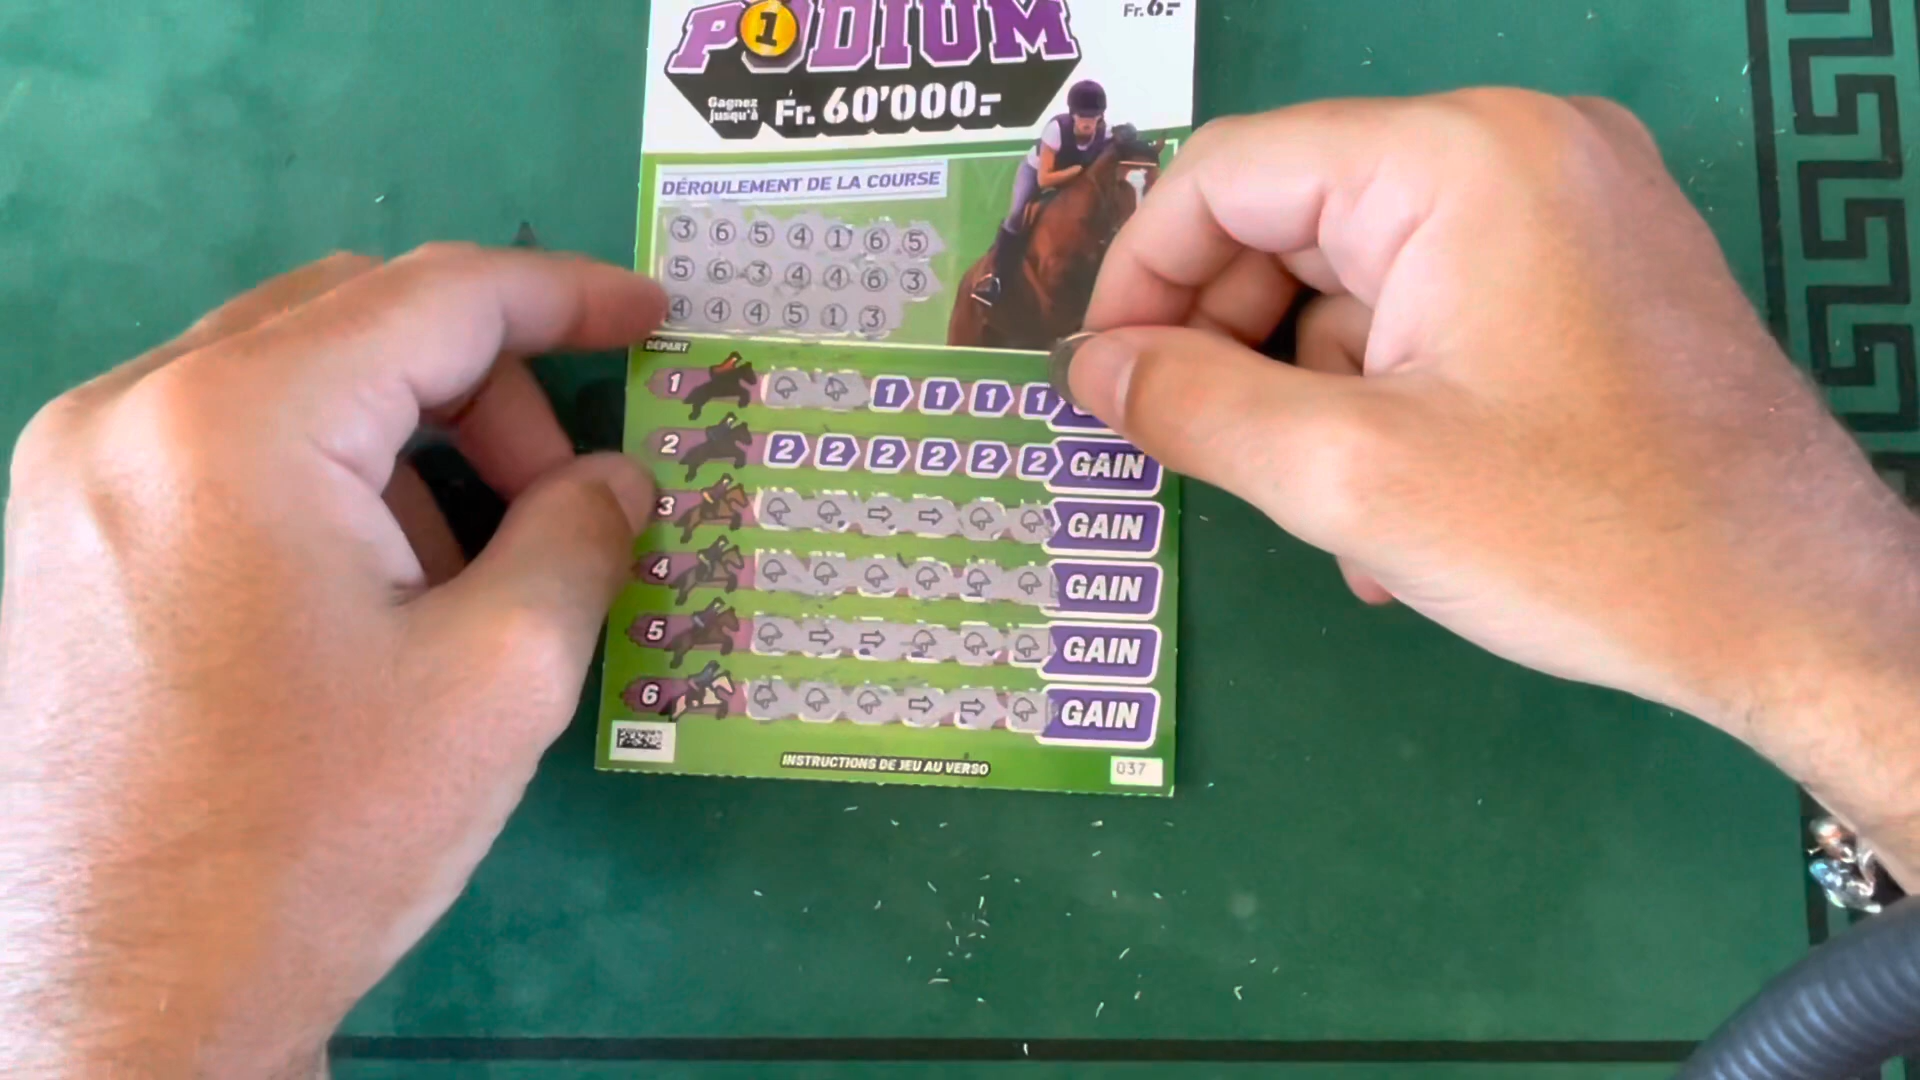 PODIUM
1
Fr. 6.-
Gagnez jusqu'à Fr. 60'000.-
DÉROULEMENT DE LA COURSE
3 6 5 4 1 6 5
5 6 3 4 4 6 3
4 4 4 5 1 3
DÉPART
1 1 1 1 1
2 2 2 2 2 2 2 GAIN
3 GAIN
4 GAIN
5 GAIN
6 GAIN
INSTRUCTIONS DE JEU AU VERSO
037